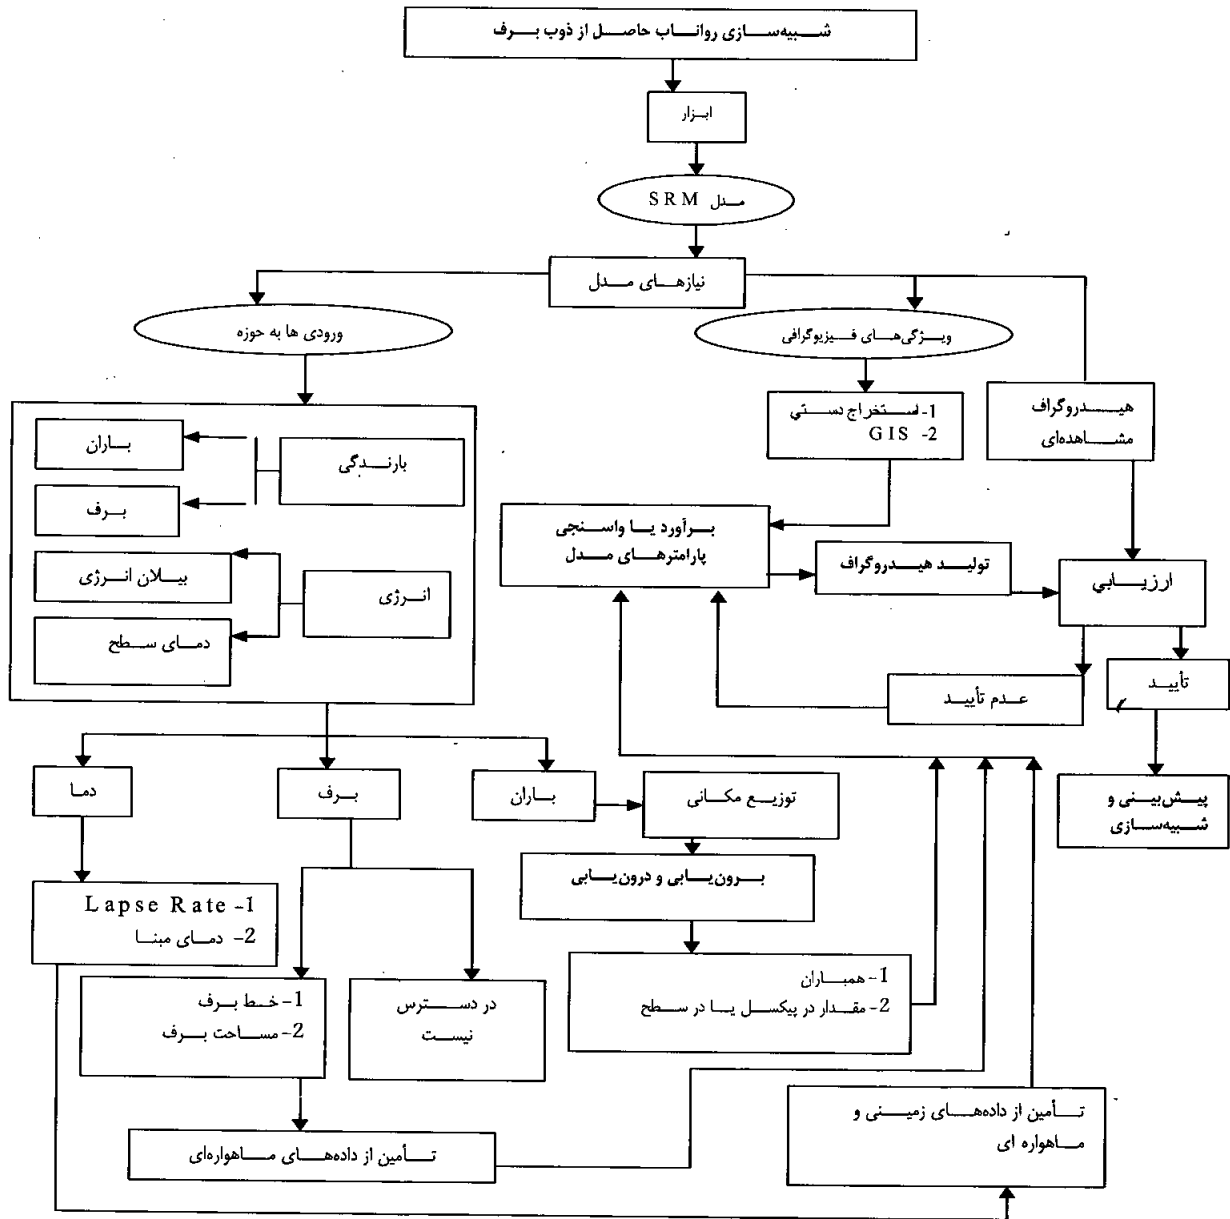 شبیه‌سازی رواناب حاصل از ذوب برف
ابزار
مدل SRM
نیازهای مدل
ورودی ها به حوزه
ویژگی‌های فیزیوگرافی
1- استخراج دستي
2- GIS
هیدروگراف
مشاهده‌ای
باران
بارندگی
برف
بیلان انرژی
انرژی
دمای سطح
برآورد یا واسنجی
پارامترهای مدل
تولید هیدروگراف
ارزیابي
تأیید
عدم تأیید
پیش‌بینی و
شبیه‌سازی
دما
برف
باران
توزیع مکانی
برون‌یابی و درون‌یابی
1- Lapse Rate
2- دمای مبنا
1- خط برف
2- مساحت برف
در دسترس
نیست
1- همباران
2- مقدار در پیکسل یا در سطح
تأمین از داده‌های زمینی و
ماهواره ای
تأمین از داده‌های ماهواره‌ای